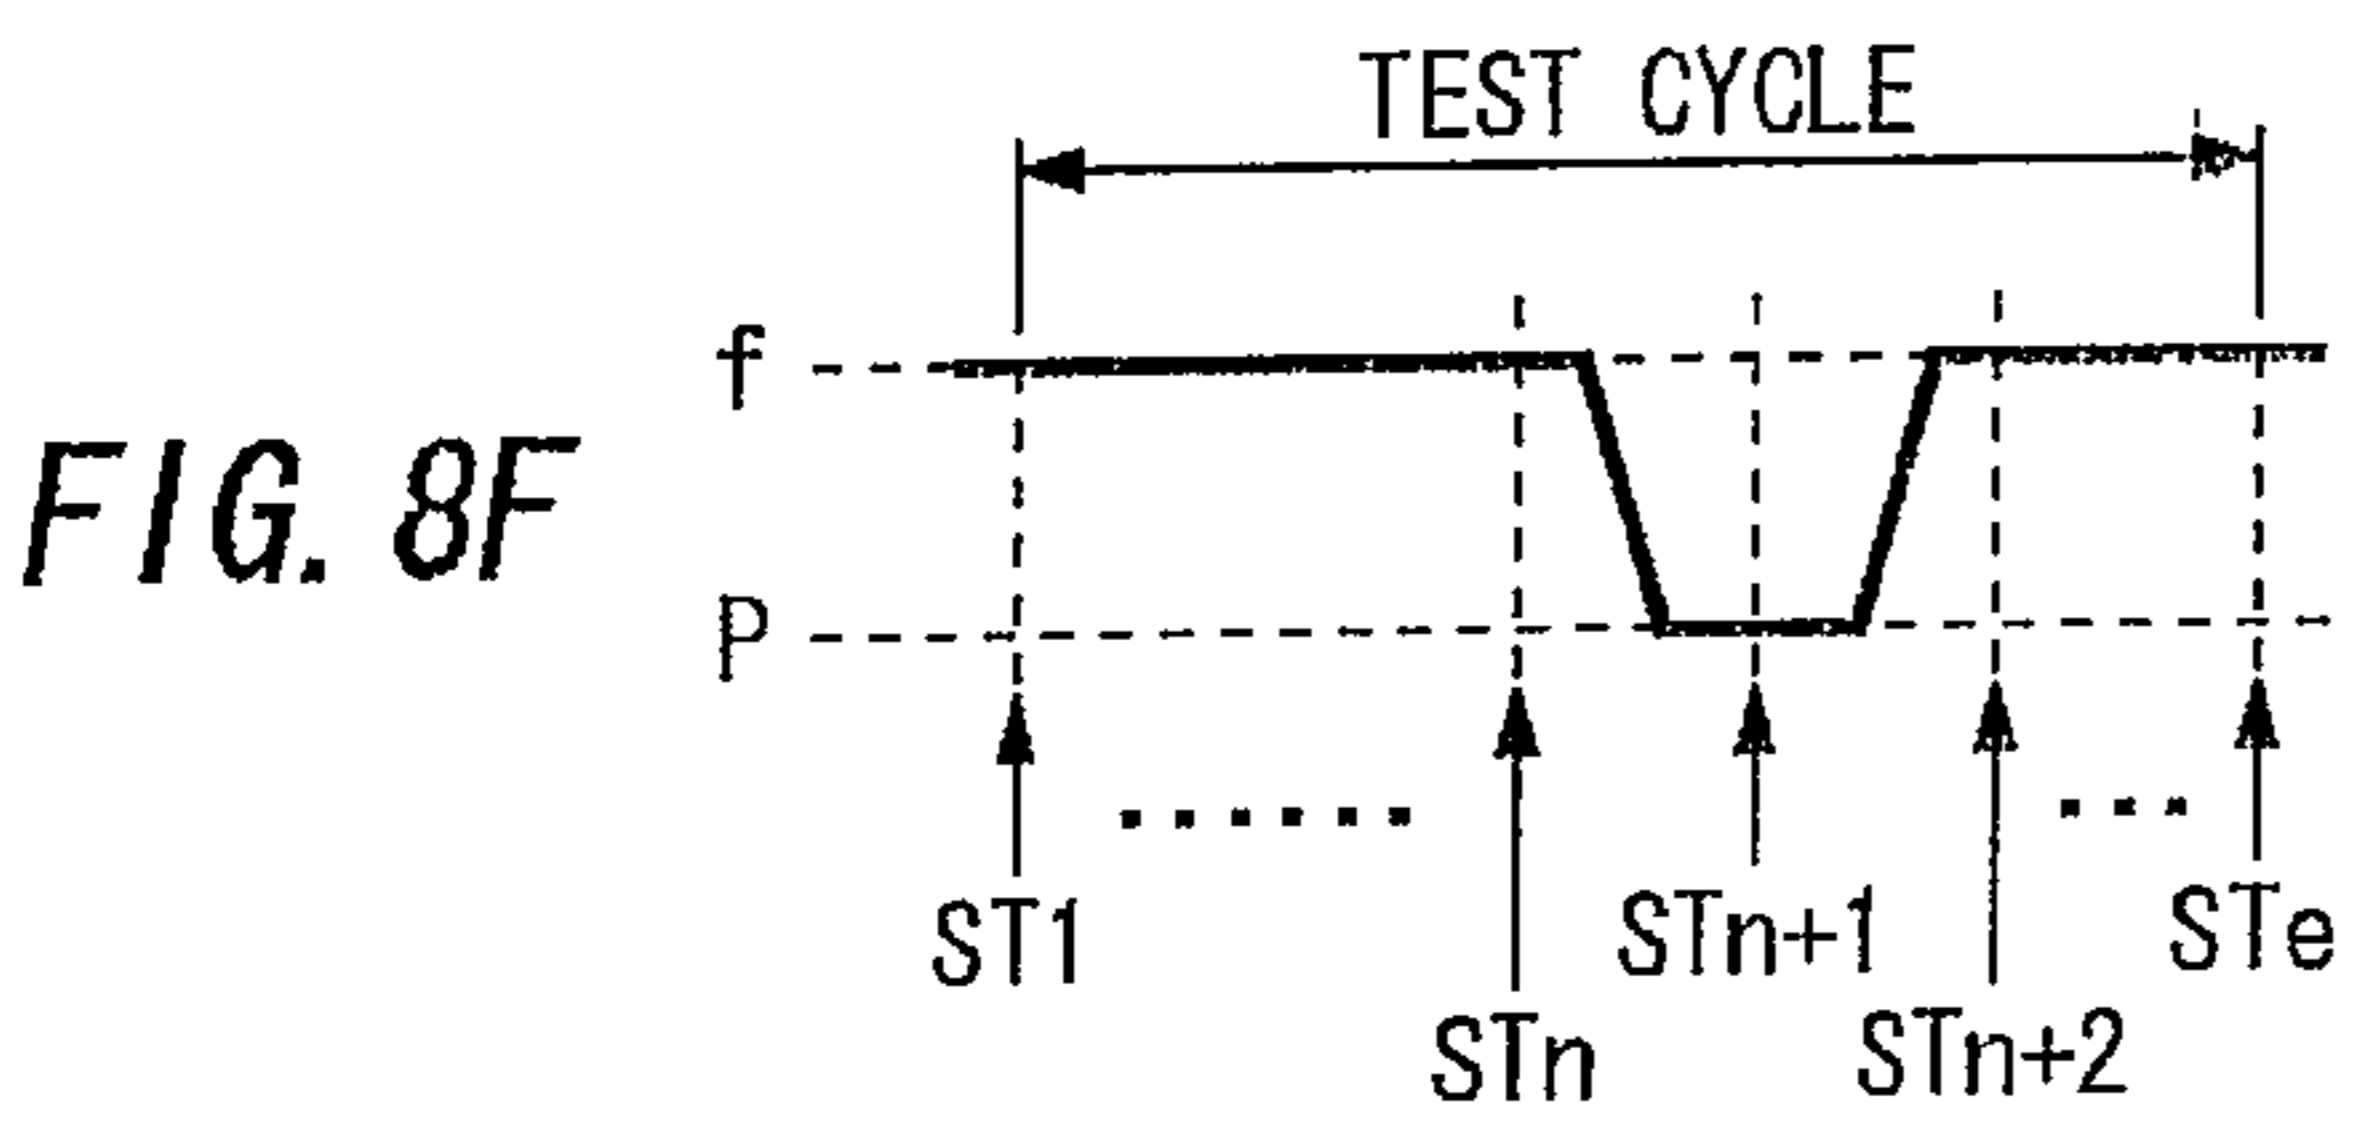 TEST CYCLE
f
FIG. 8F
P
ST1
STn
STn+1
STn+2
STe